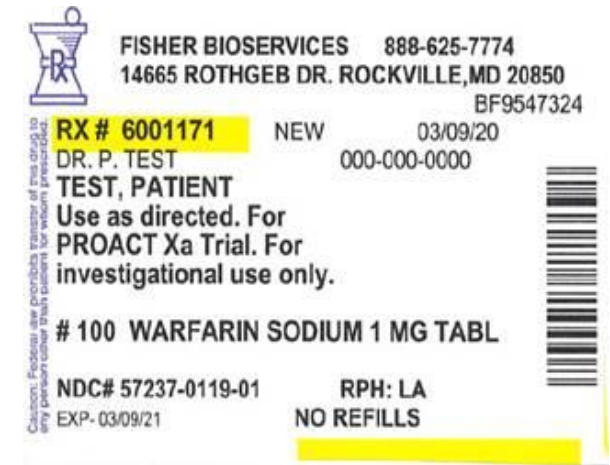 Rx
FISHER BIOSERVICES 888-625-7774
14665 ROTHGEB DR. ROCKVILLE,MD 20850
BF9547324
RX # 6001171 NEW 03/09/20
DR. P. TEST 000-000-0000
TEST, PATIENT
Use as directed. For
PROACT Xa Trial. For
investigational use only.
# 100 WARFARIN SODIUM 1 MG TABL
NDC# 57237-0119-01 RPH: LA
EXP- 03/09/21 NO REFILLS
Caution: Federal law prohibits transfer of this drug to
any person other than patient for whom prescribed.